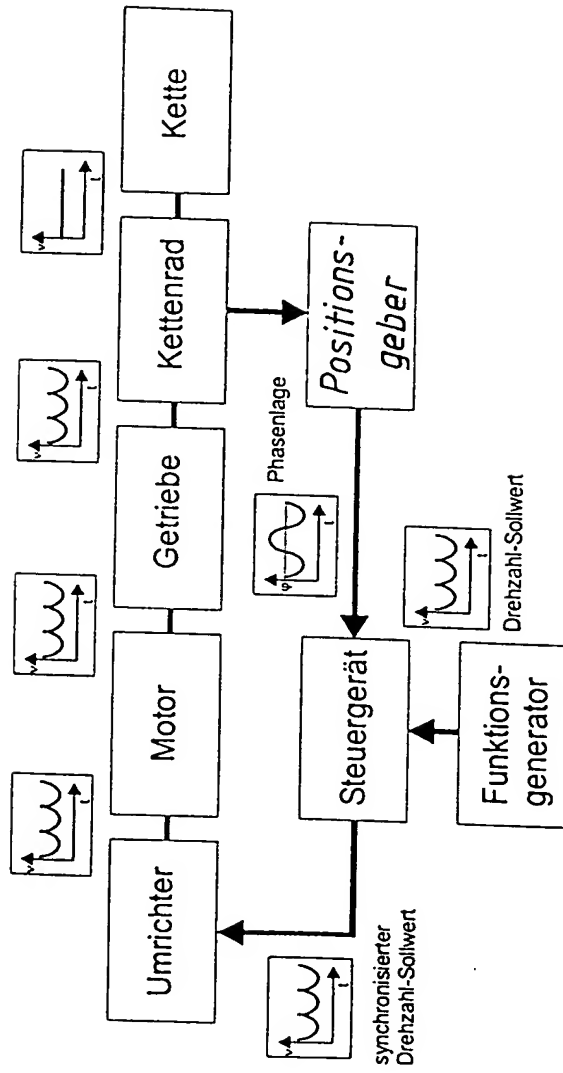 v
t
v
t
v
t
v
t
Umrichter
Motor
Getriebe
Kettenrad
Kette
v
t
synchronisierter
Drehzahl-Sollwert
φ
t
Phasenlage
Steuergerät
Positions-
geber
v
t
Drehzahl-Sollwert
Funktions-
generator